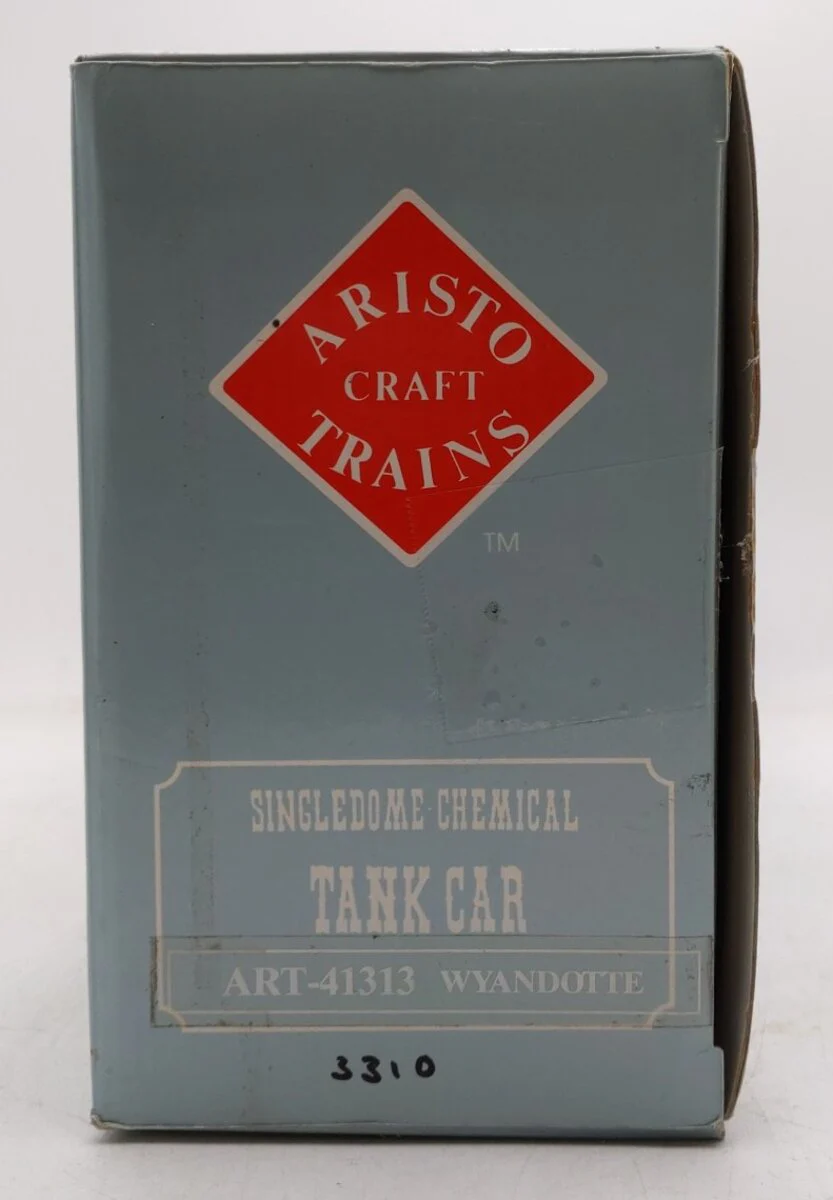 ARISTO
CRAFT
TRAINS
TM
SINGLEDOME CHEMICAL
TANK CAR
ART-41313 WYANDOTTE
3310